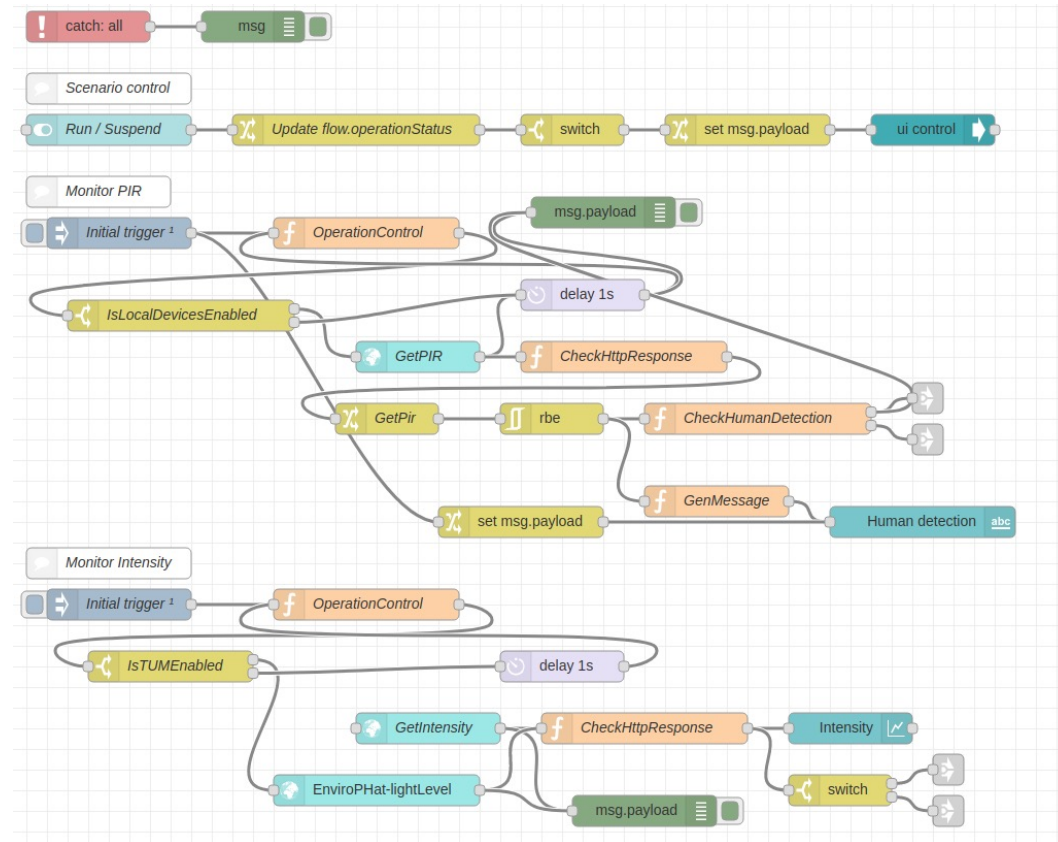 catch: all
msg
Scenario control
Run / Suspend
Update flow.operationStatus
switch
set msg.payload
ui control
Monitor PIR
msg.payload
Initial trigger ¹
OperationControl
delay 1s
IsLocalDevicesEnabled
GetPIR
CheckHttpResponse
GetPir
rbe
CheckHumanDetection
GenMessage
set msg.payload
Human detection
abc
Monitor Intensity
Initial trigger ¹
OperationControl
IsTUMEnabled
delay 1s
GetIntensity
CheckHttpResponse
Intensity
EnviroPHat-lightLevel
switch
msg.payload